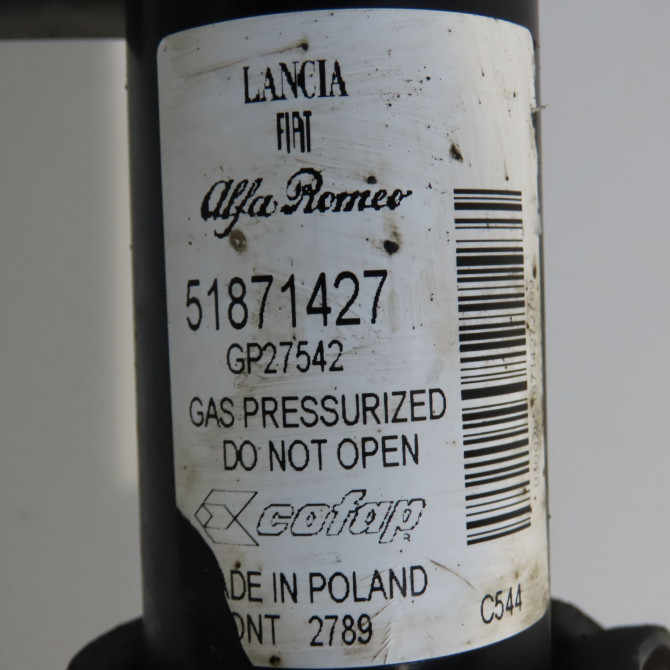 LANCIA
FIAT
Alfa Romeo
51871427
GP27542
GAS PRESSURIZED
DO NOT OPEN
cofap
ADE IN POLAND
ONT 2789
C544